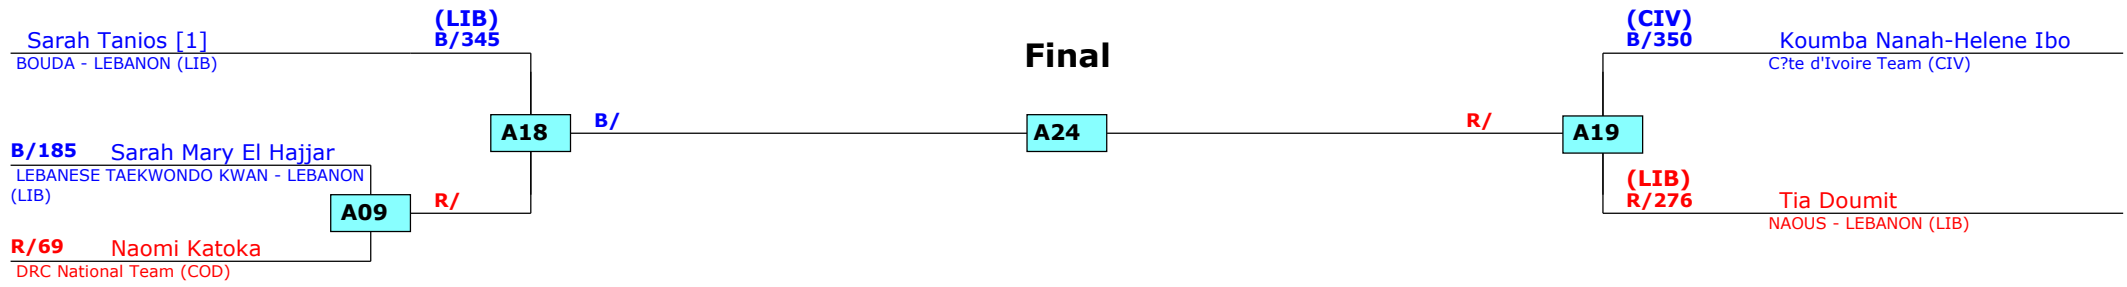 (LIB)
Sarah Tanios [1] B/345
BOUDA - LEBANON (LIB)
B/185 Sarah Mary El Hajjar
LEBANESE TAEKWONDO KWAN - LEBANON
(LIB)
A18 B/
A09 R/
R/69 Naomi Katoka
DRC National Team (COD)
Final
A24
(CIV)
B/350 Koumba Nanah-Helene Ibo
C?te d'Ivoire Team (CIV)
R/ A19
(LIB)
R/276 Tia Doumit
NAOUS - LEBANON (LIB)